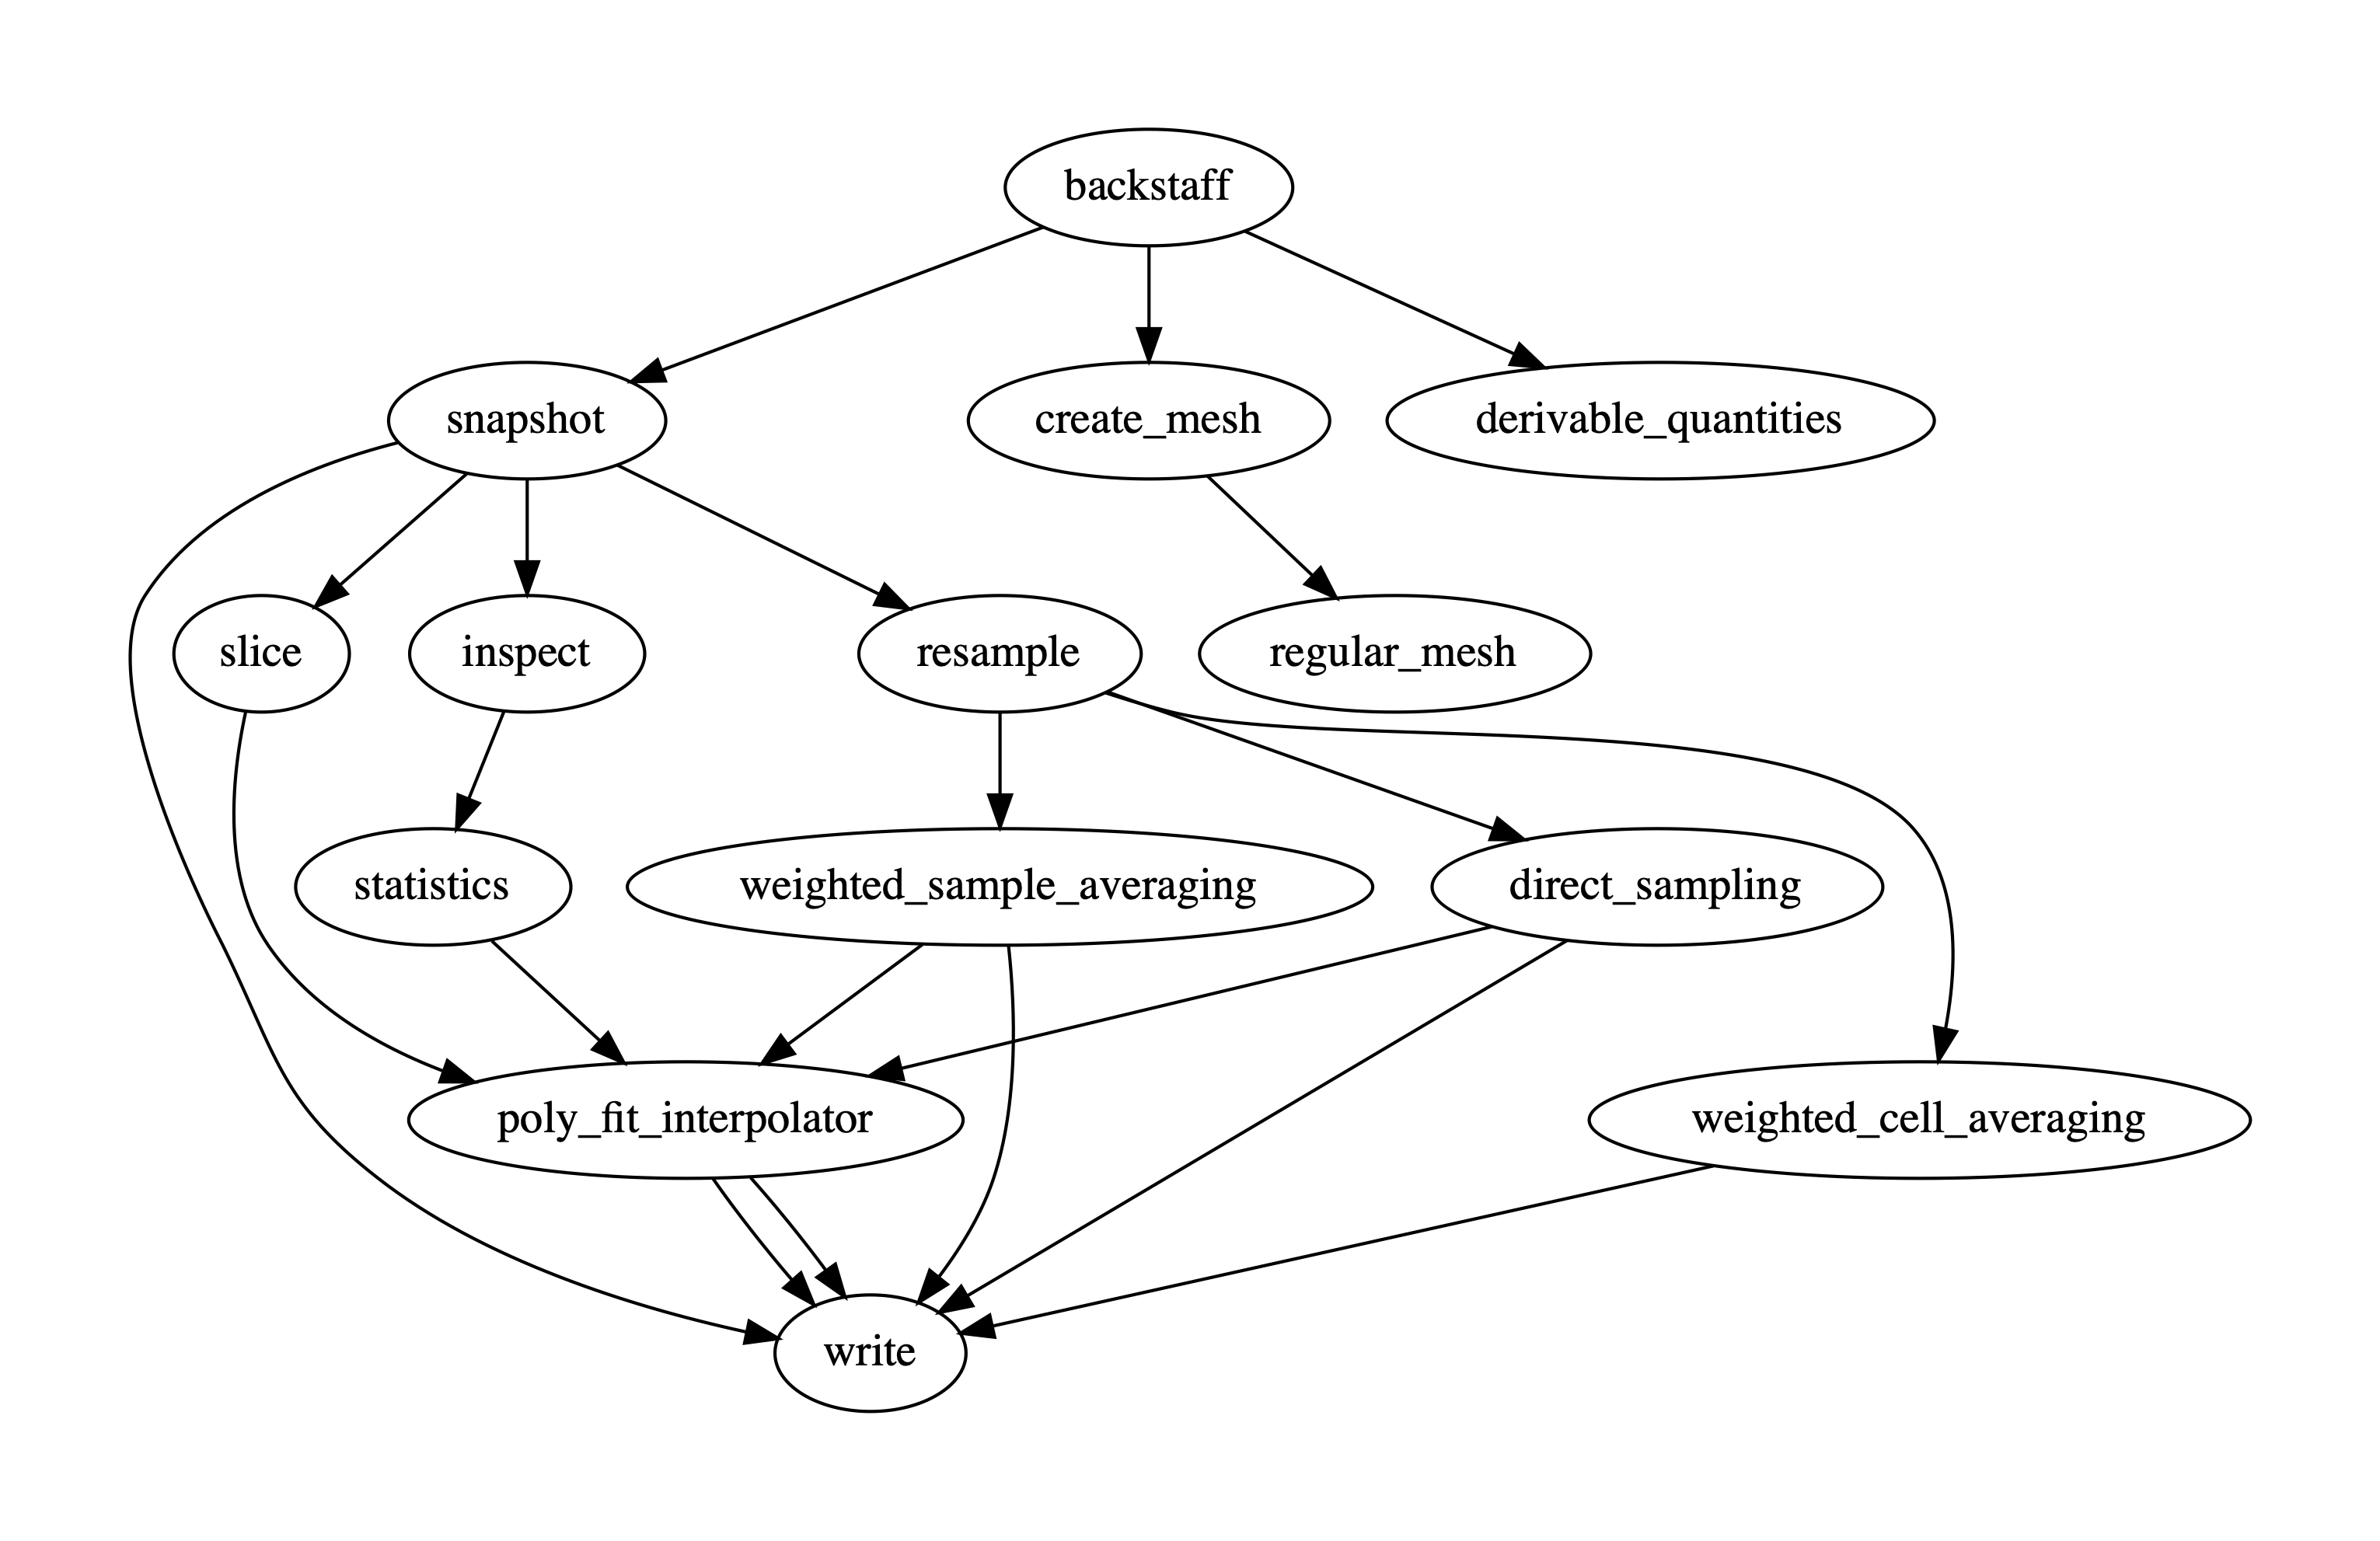 backstaff
snapshot
create_mesh
derivable_quantities
slice
inspect
resample
regular_mesh
statistics
weighted_sample_averaging
direct_sampling
poly_fit_interpolator
weighted_cell_averaging
write